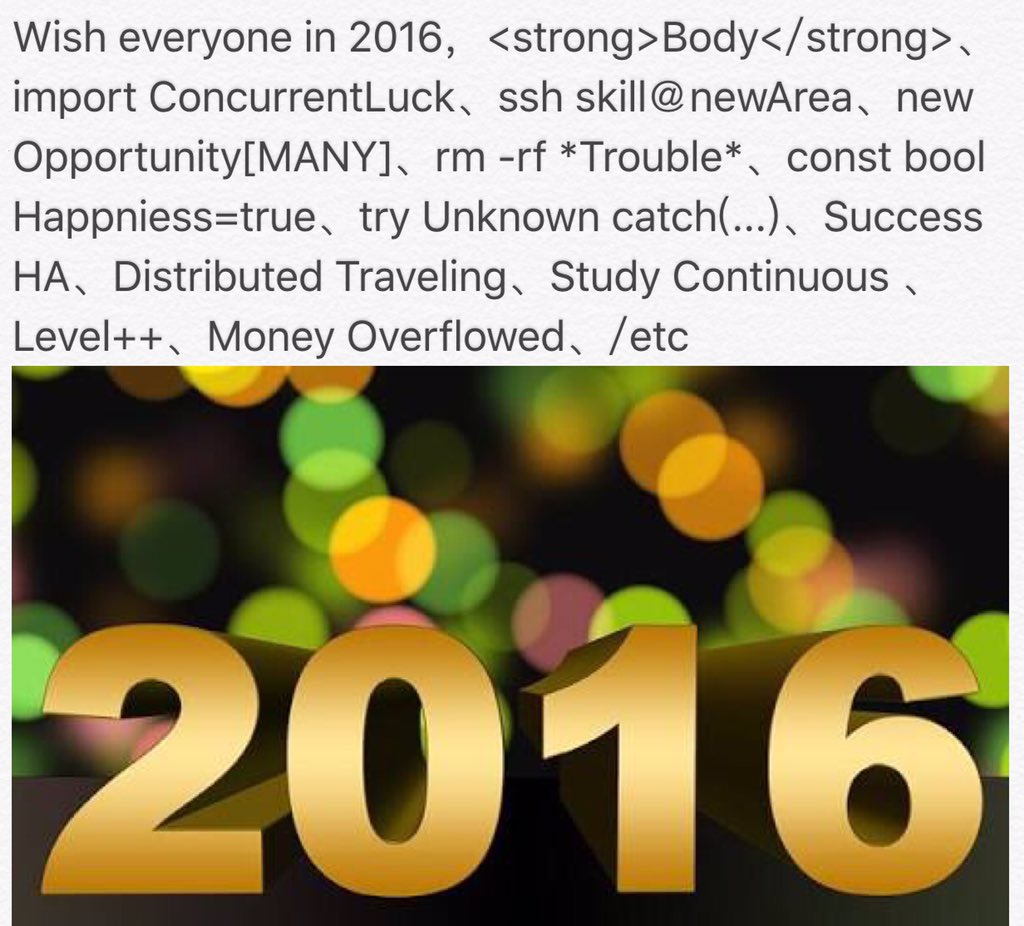 Wish everyone in 2016，<strong>Body</strong>、
import ConcurrentLuck、ssh skill@newArea、new
Opportunity[MANY]、rm -rf *Trouble*、const bool
Happniess=true、try Unknown catch(...)、Success
HA、Distributed Traveling、Study Continuous 、
Level++、Money Overflowed、/etc
2016